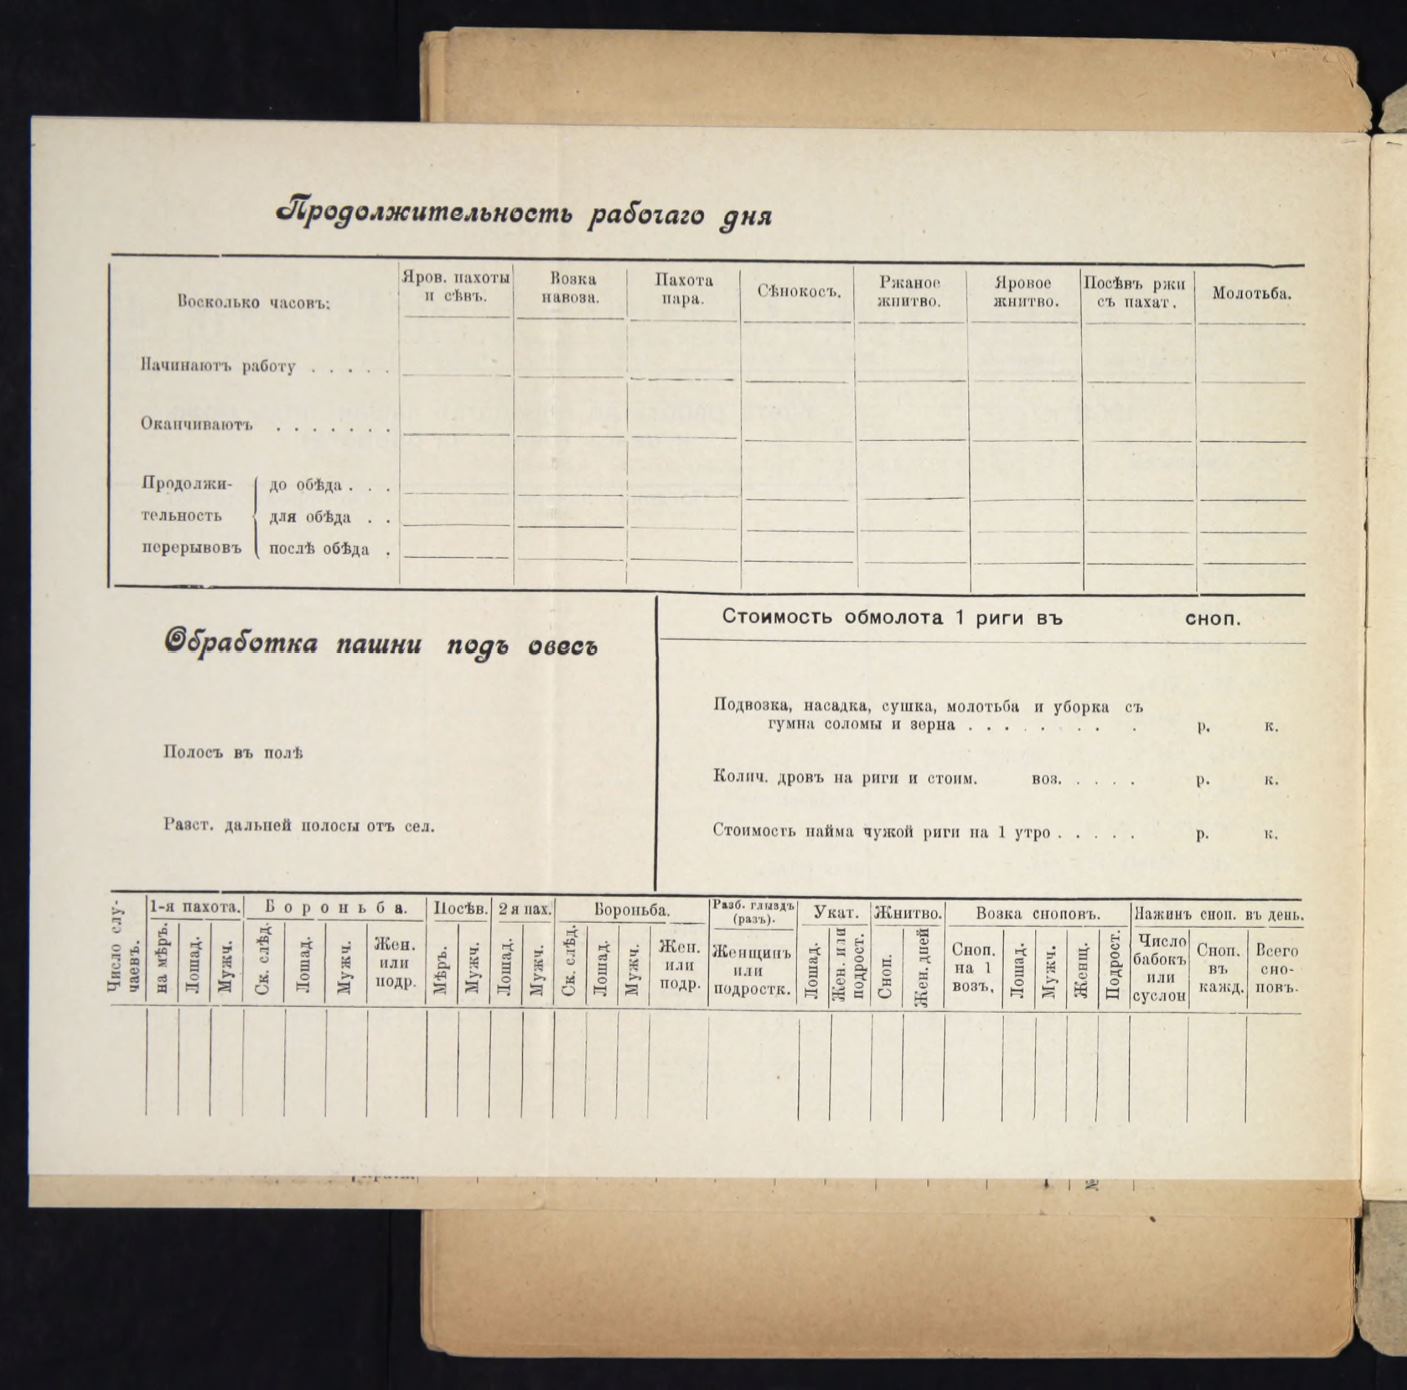 Продолжительность рабочаго дня
Восколько часовъ:
Яров. пахоты
и сѣвъ.
Возка
навоза.
Пахота
пара.
Сѣнокосъ.
Ржаное
жнитво.
Яровое
жнитво.
Посѣвъ ржи
съ пахат.
Молотьба.
Начинаютъ работу . . . . .
Оканчиваютъ . . . . . . .
Продолжи-
тельность
перерывовъ
до обѣда . . .
для обѣда . .
послѣ обѣда .
Обработка пашни подъ овесъ
Полосъ въ полѣ
Разст. дальней полосы отъ сел.
Стоимость обмолота 1 риги въ сноп.
Подвозка, насадка, сушка, молотьба и уборка съ
гумна соломы и зерна . . . . . . . . р. к.
Колич. дровъ на риги и стоим. воз. . . . . р. к.
Стоимость найма чужой риги на 1 утро . . . . . р. к.
Число слу-
чаевъ.
1-я пахота.
на мѣръ.
Лошад.
Мужч.
Бороньба.
Ск. слѣд.
Лошад.
Мужч.
Жен.
или
подр.
Посѣв.
Мѣръ.
Мужч.
2 я пах.
Лошад.
Мужч.
Бороньба.
Ск. слѣд.
Лошад.
Мужч.
Жен.
или
подр.
Разб. глыздъ
(разъ).
Женщинъ
или
подростк.
Укат.
Лошад.
Жен. или
подрост.
Жнитво.
Сноп.
Жен. дней
Возка сноповъ.
Сноп.
на 1
возъ.
Лошад.
Мужч.
Женщ.
Подрост.
Нажинъ сноп. въ день.
Число
бабокъ
или
суслон
Сноп.
въ
кажд.
Всего
сно-
повъ.
№